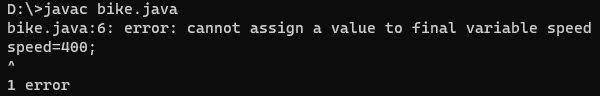 D:\>javac bike.java
bike.java:6: error: cannot assign a value to final variable speed
speed=400;
^
1 error